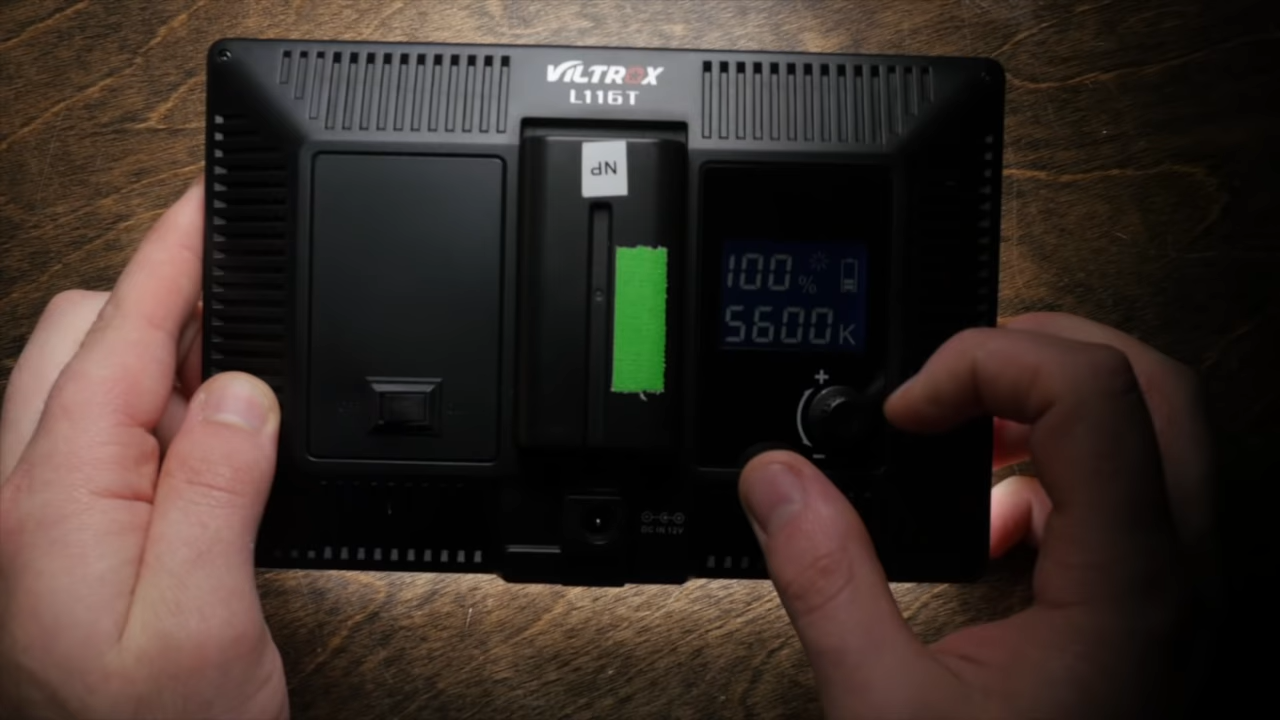 VILTROX
L116T
NP
100 %
5600K
+
−
DC IN 12V